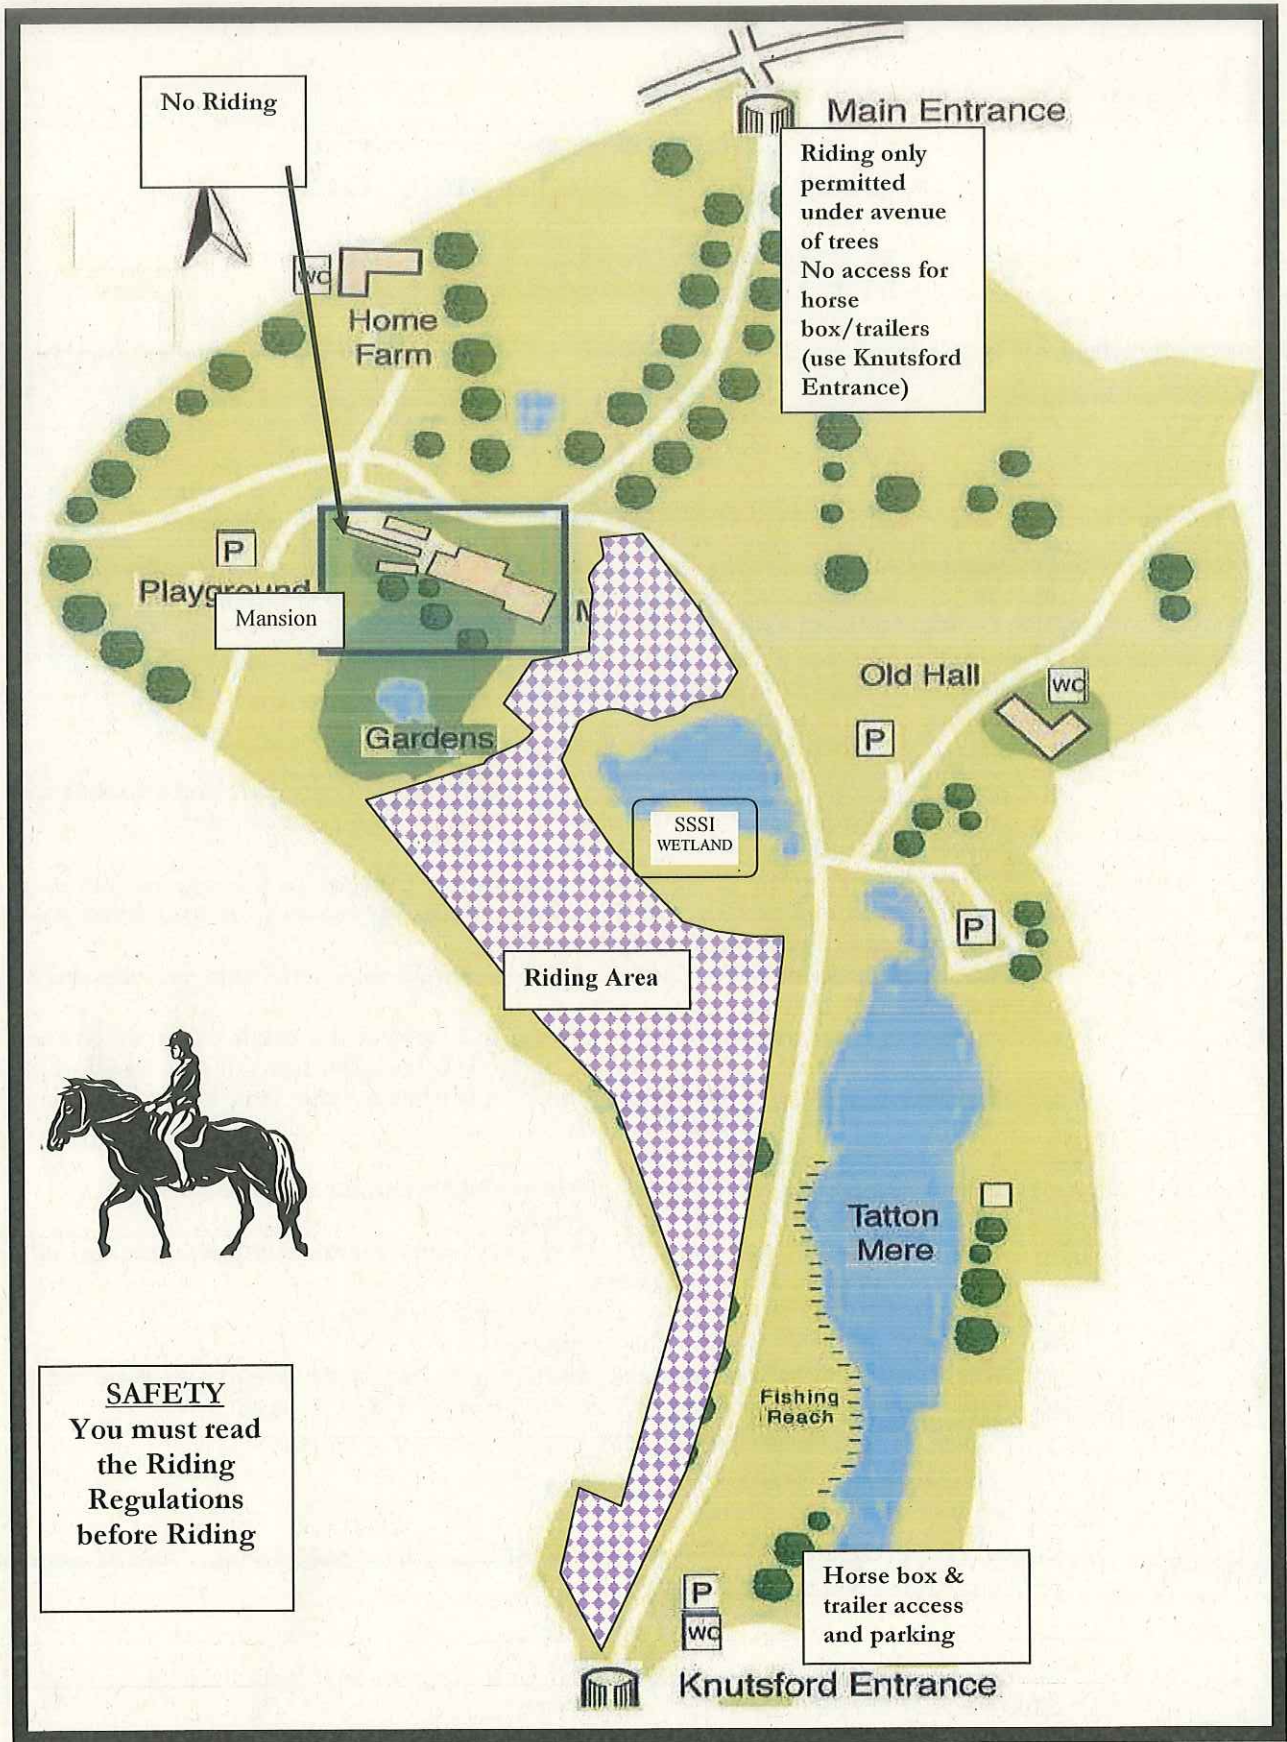 No Riding
Main Entrance
Riding only
permitted
under avenue
of trees
No access for
horse
box/trailers
(use Knutsford
Entrance)
WC
Home
Farm
P
Playground
Mansion
M
Old Hall
WC
P
Gardens
SSSI
WETLAND
P
Riding Area
Tatton
Mere
Fishing
Reach
SAFETY
You must read
the Riding
Regulations
before Riding
Horse box &
trailer access
and parking
P
WC
Knutsford Entrance